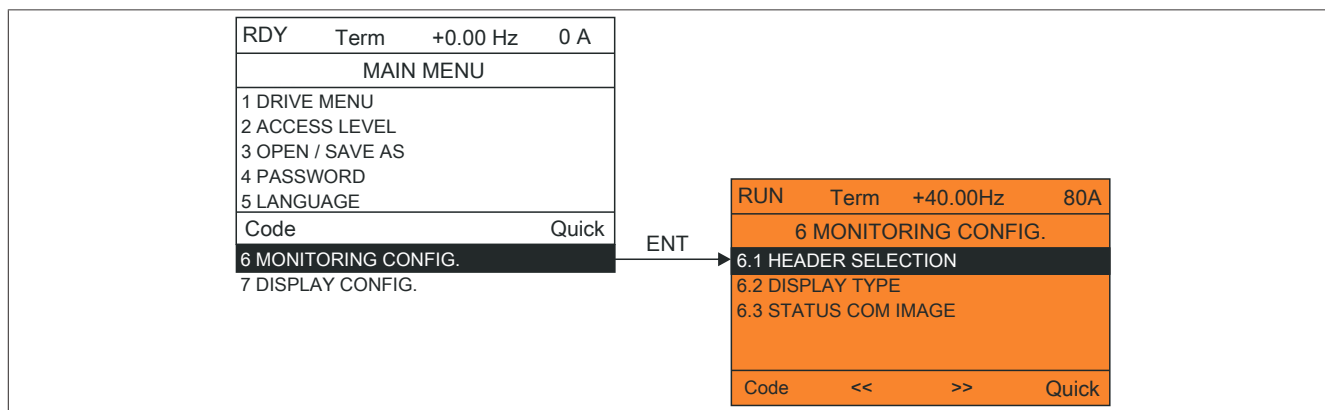 RDY Term +0.00 Hz 0 A
MAIN MENU
1 DRIVE MENU
2 ACCESS LEVEL
3 OPEN / SAVE AS
4 PASSWORD
5 LANGUAGE
Code Quick
6 MONITORING CONFIG.
7 DISPLAY CONFIG.
ENT
RUN Term +40.00Hz 80A
6 MONITORING CONFIG.
6.1 HEADER SELECTION
6.2 DISPLAY TYPE
6.3 STATUS COM IMAGE
Code << >> Quick